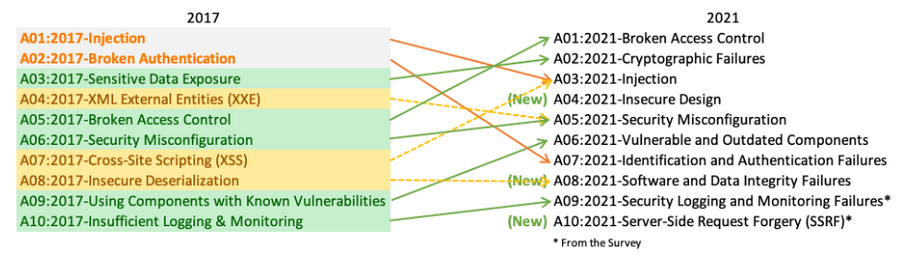 2017 2021
A01:2017-Injection A01:2021-Broken Access Control
A02:2017-Broken Authentication A02:2021-Cryptographic Failures
A03:2017-Sensitive Data Exposure A03:2021-Injection
A04:2017-XML External Entities (XXE) (New) A04:2021-Insecure Design
A05:2017-Broken Access Control A05:2021-Security Misconfiguration
A06:2017-Security Misconfiguration A06:2021-Vulnerable and Outdated Components
A07:2017-Cross-Site Scripting (XSS) A07:2021-Identification and Authentication Failures
A08:2017-Insecure Deserialization (New) A08:2021-Software and Data Integrity Failures
A09:2017-Using Components with Known Vulnerabilities A09:2021-Security Logging and Monitoring Failures*
A10:2017-Insufficient Logging & Monitoring (New) A10:2021-Server-Side Request Forgery (SSRF)*
* From the Survey